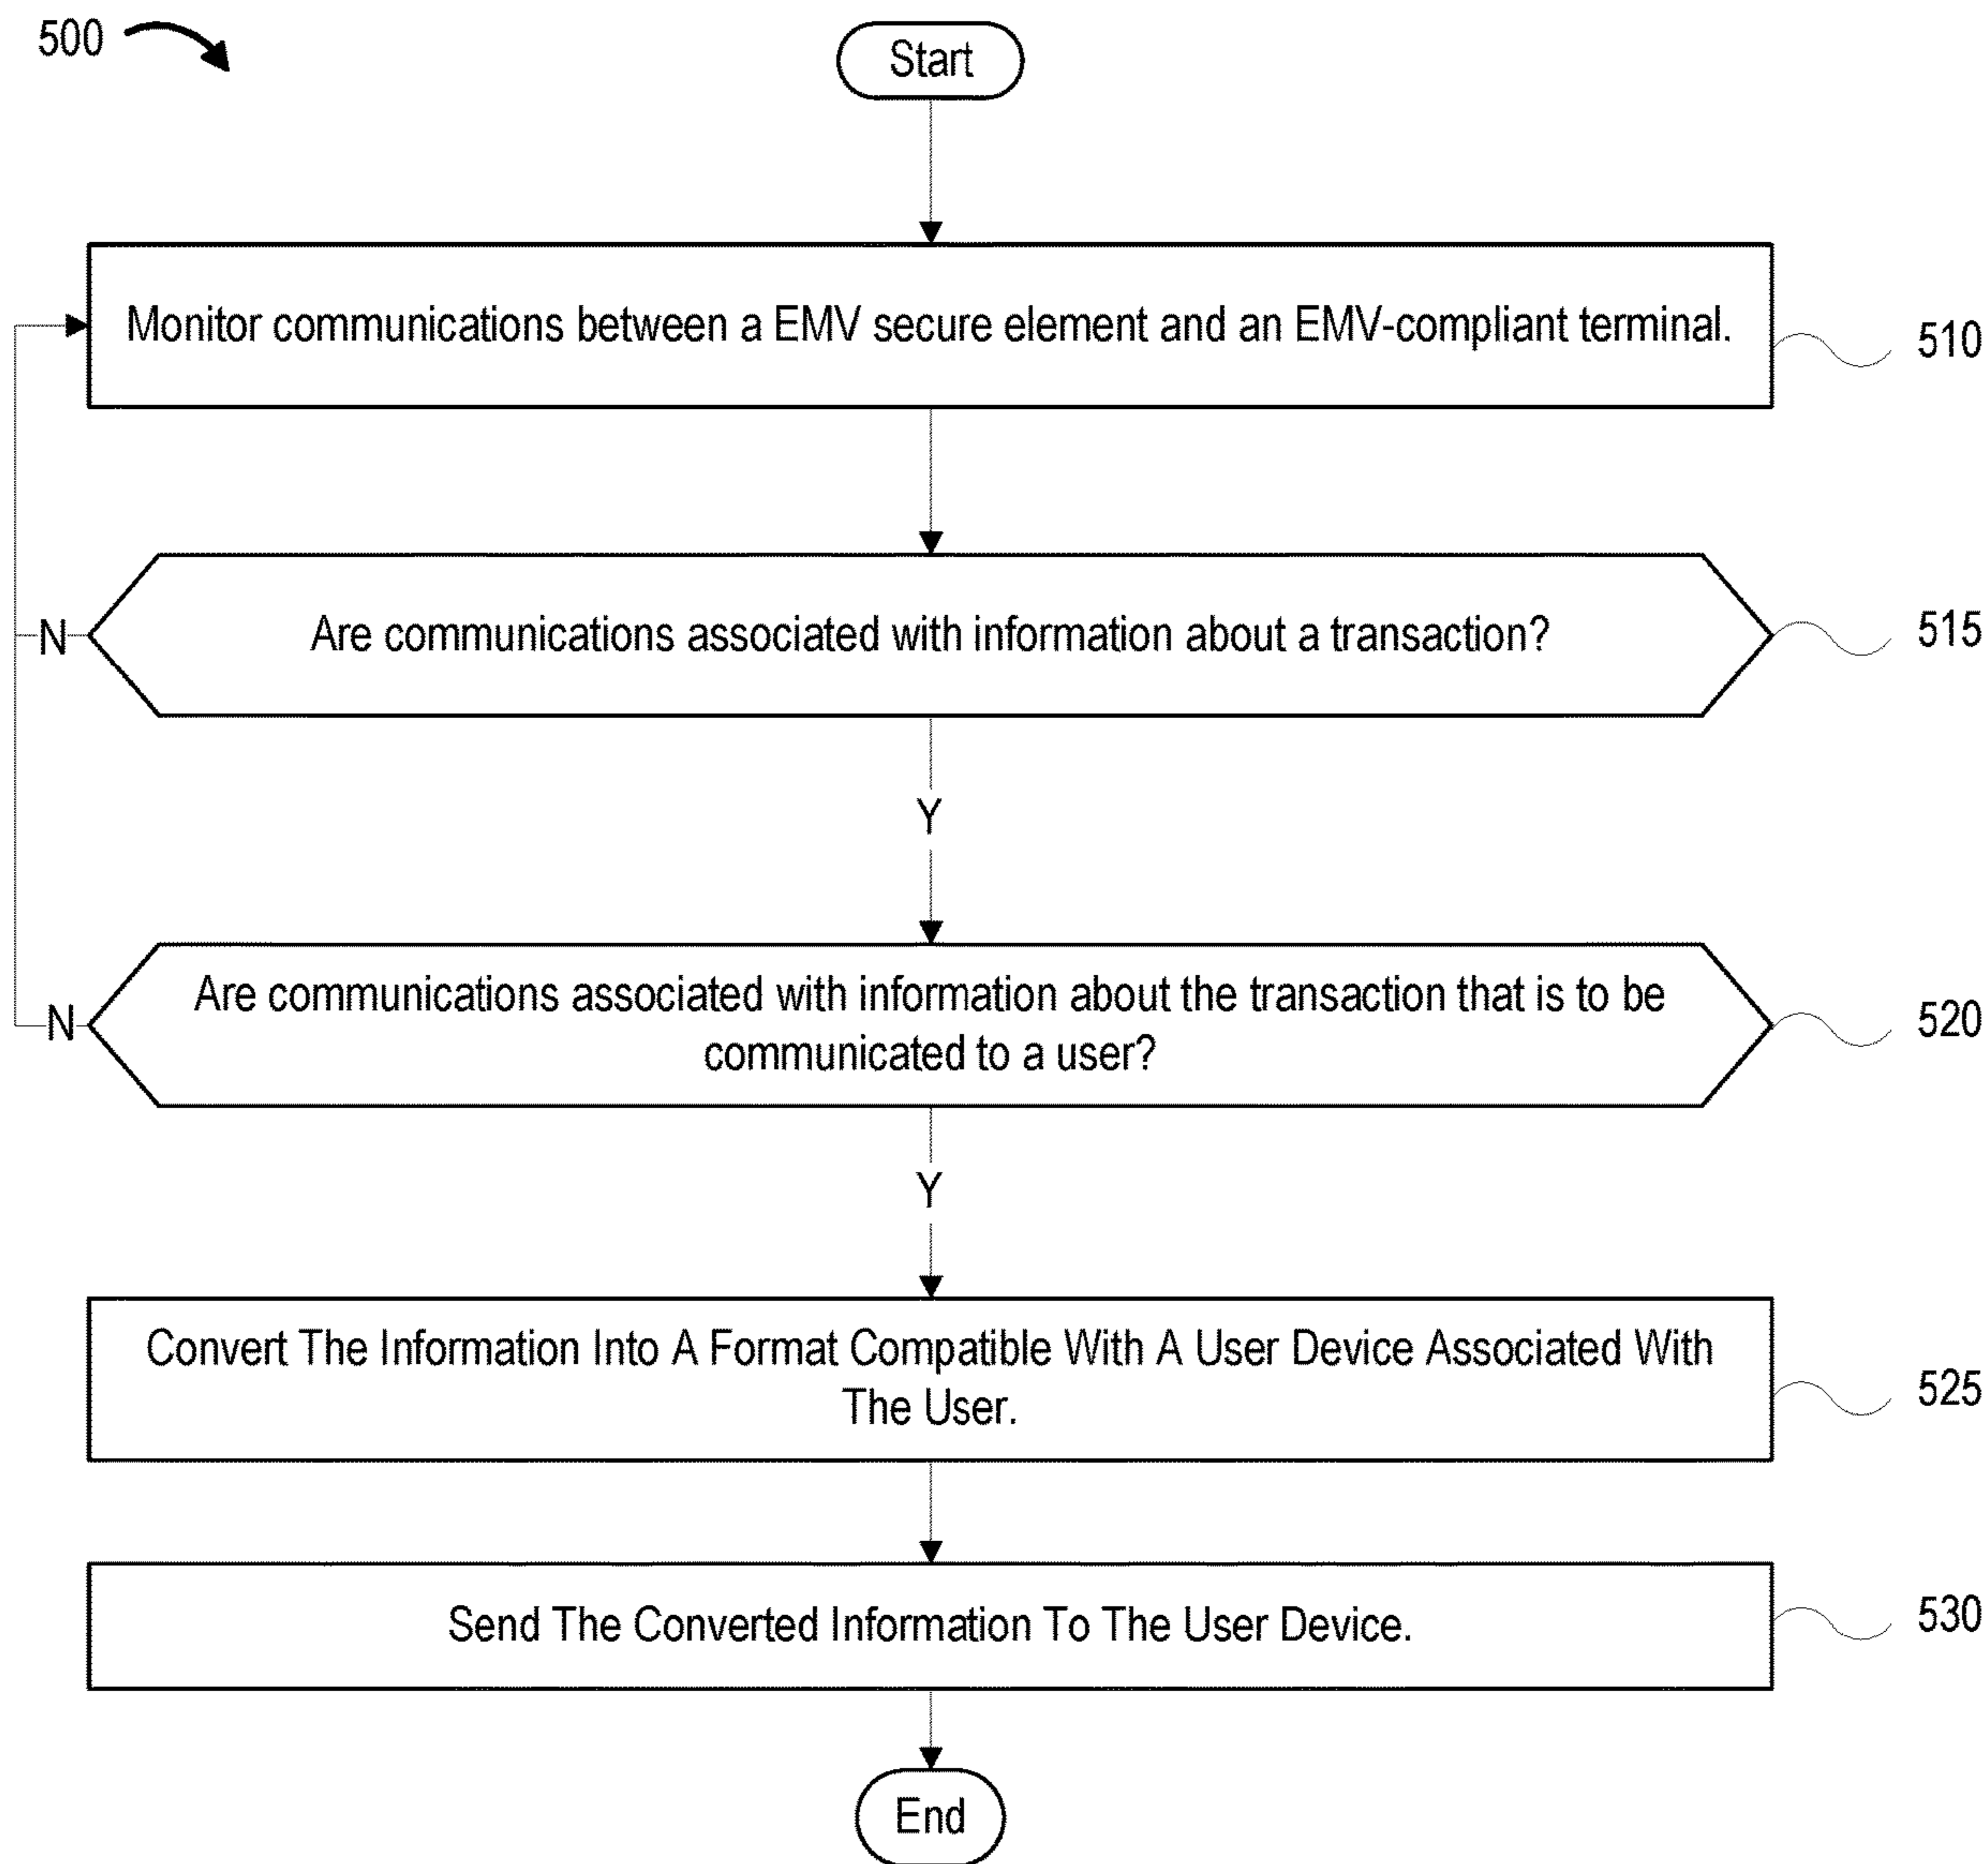 500
Start
Monitor communications between a EMV secure element and an EMV-compliant terminal.
510
Are communications associated with information about a transaction?
515
N
Y
Are communications associated with information about the transaction that is to be
communicated to a user?
520
N
Y
Convert The Information Into A Format Compatible With A User Device Associated With
The User.
525
Send The Converted Information To The User Device.
530
End